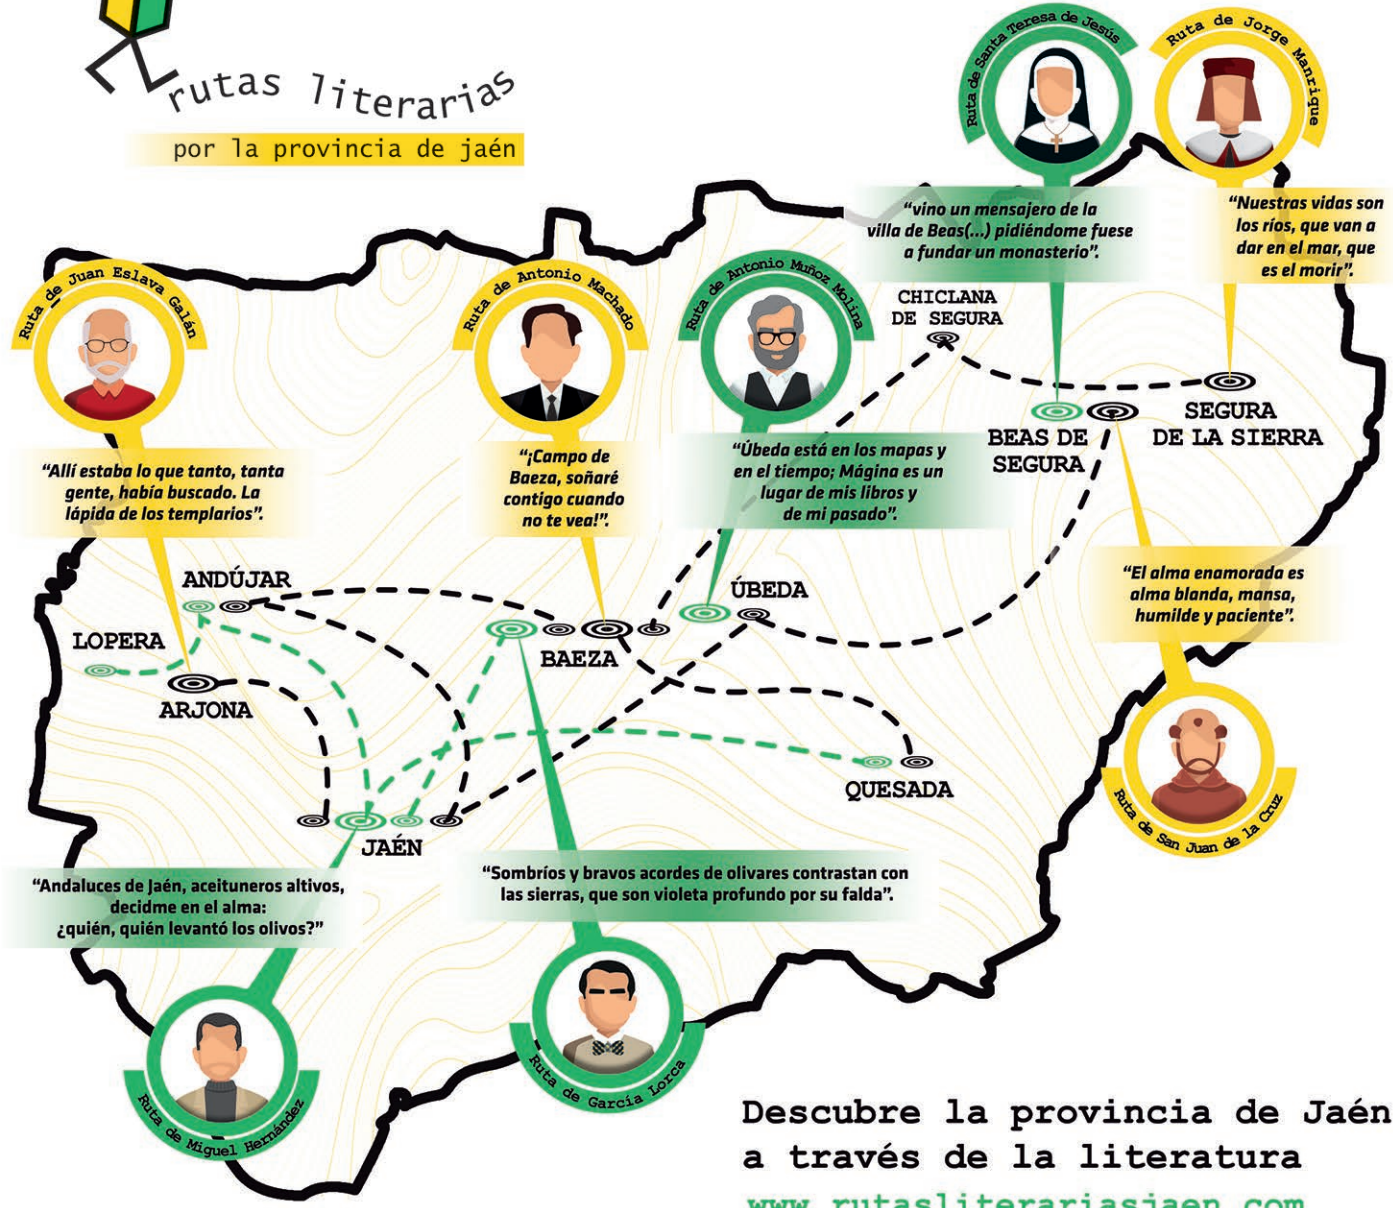 rutas literarias
por la provincia de jaén
Ruta de Santa Teresa de Jesús
Ruta de Jorge Manrique
“vino un mensajero de la
villa de Beas(...) pidiéndome fuese
a fundar un monasterio”.
“Nuestras vidas son
los ríos, que van a
dar en el mar, que
es el morir”.
Ruta de Juan Eslava Galán
Ruta de Antonio Machado
Ruta de Antonio Muñoz Molina
CHICLANA
DE SEGURA
“Allí estaba lo que tanto, tanta
gente, había buscado. La
lápida de los templarios”.
“¡Campo de
Baeza, soñaré
contigo cuando
no te vea!”.
“Úbeda está en los mapas y
en el tiempo; Mágina es un
lugar de mis libros y
de mi pasado”.
BEAS DE
SEGURA
SEGURA
DE LA SIERRA
“El alma enamorada es
alma blanda, mansa,
humilde y paciente”.
ANDÚJAR
ÚBEDA
LOPERA
BAEZA
ARJONA
QUESADA
JAÉN
Ruta de San Juan de la Cruz
“Andaluces de Jaén, aceituneros altivos,
decidme en el alma:
¿quién, quién levantó los olivos?”
“Sombríos y bravos acordes de olivares contrastan con
las sierras, que son violeta profundo por su falda”.
Ruta de Miguel Hernández
Ruta de García Lorca
Descubre la provincia de Jaén
a través de la literatura
www.rutasliterariasjaen.com